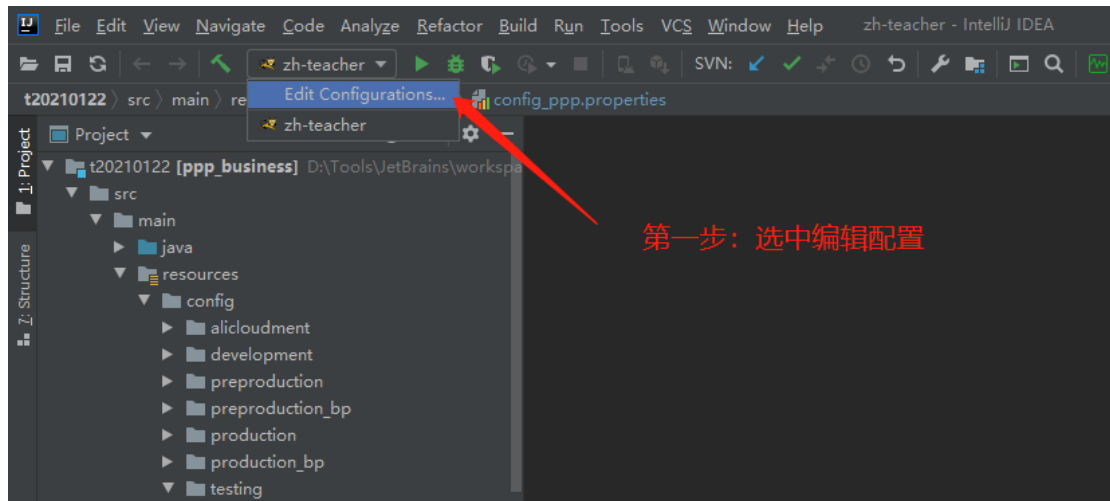 File Edit View Navigate Code Analyze Refactor Build Run Tools VCS Window Help zh-teacher - IntelliJ IDEA
zh-teacher SVN:
t20210122 src main re config_ppp.properties
Edit Configurations...
zh-teacher
Project
1: Project
t20210122 [ppp_business] D:\Tools\JetBrains\workspa
src
main
java
resources
config
alicloudment
development
preproduction
preproduction_bp
production
production_bp
testing
Z: Structure
第一步：选中编辑配置